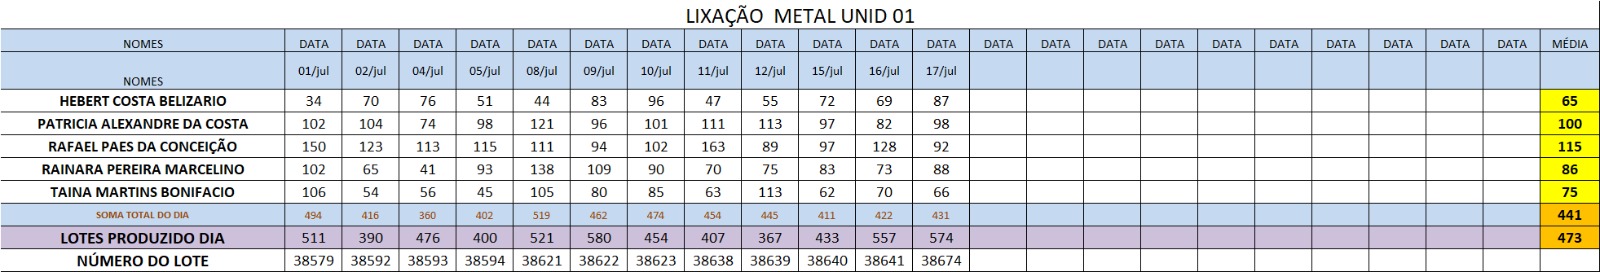 LIXAÇÃO METAL UNID 01
NOMES DATA DATA DATA DATA DATA DATA DATA DATA DATA DATA DATA DATA DATA DATA DATA DATA DATA DATA DATA DATA DATA DATA MÉDIA
NOMES 01/jul 02/jul 04/jul 05/jul 08/jul 09/jul 10/jul 11/jul 12/jul 15/jul 16/jul 17/jul
HEBERT COSTA BELIZARIO 34 70 76 51 44 83 96 47 55 72 69 87 65
PATRICIA ALEXANDRE DA COSTA 102 104 74 98 121 96 101 111 113 97 82 98 100
RAFAEL PAES DA CONCEIÇÃO 150 123 113 115 111 94 102 163 89 97 128 92 115
RAINARA PEREIRA MARCELINO 102 65 41 93 138 109 90 70 75 83 73 88 86
TAINA MARTINS BONIFACIO 106 54 56 45 105 80 85 63 113 62 70 66 75
SOMA TOTAL DO DIA 494 416 360 402 519 462 474 454 445 411 422 431 441
LOTES PRODUZIDO DIA 511 390 476 400 521 580 454 407 367 433 557 574 473
NÚMERO DO LOTE 38579 38592 38593 38594 38621 38622 38623 38638 38639 38640 38641 38674